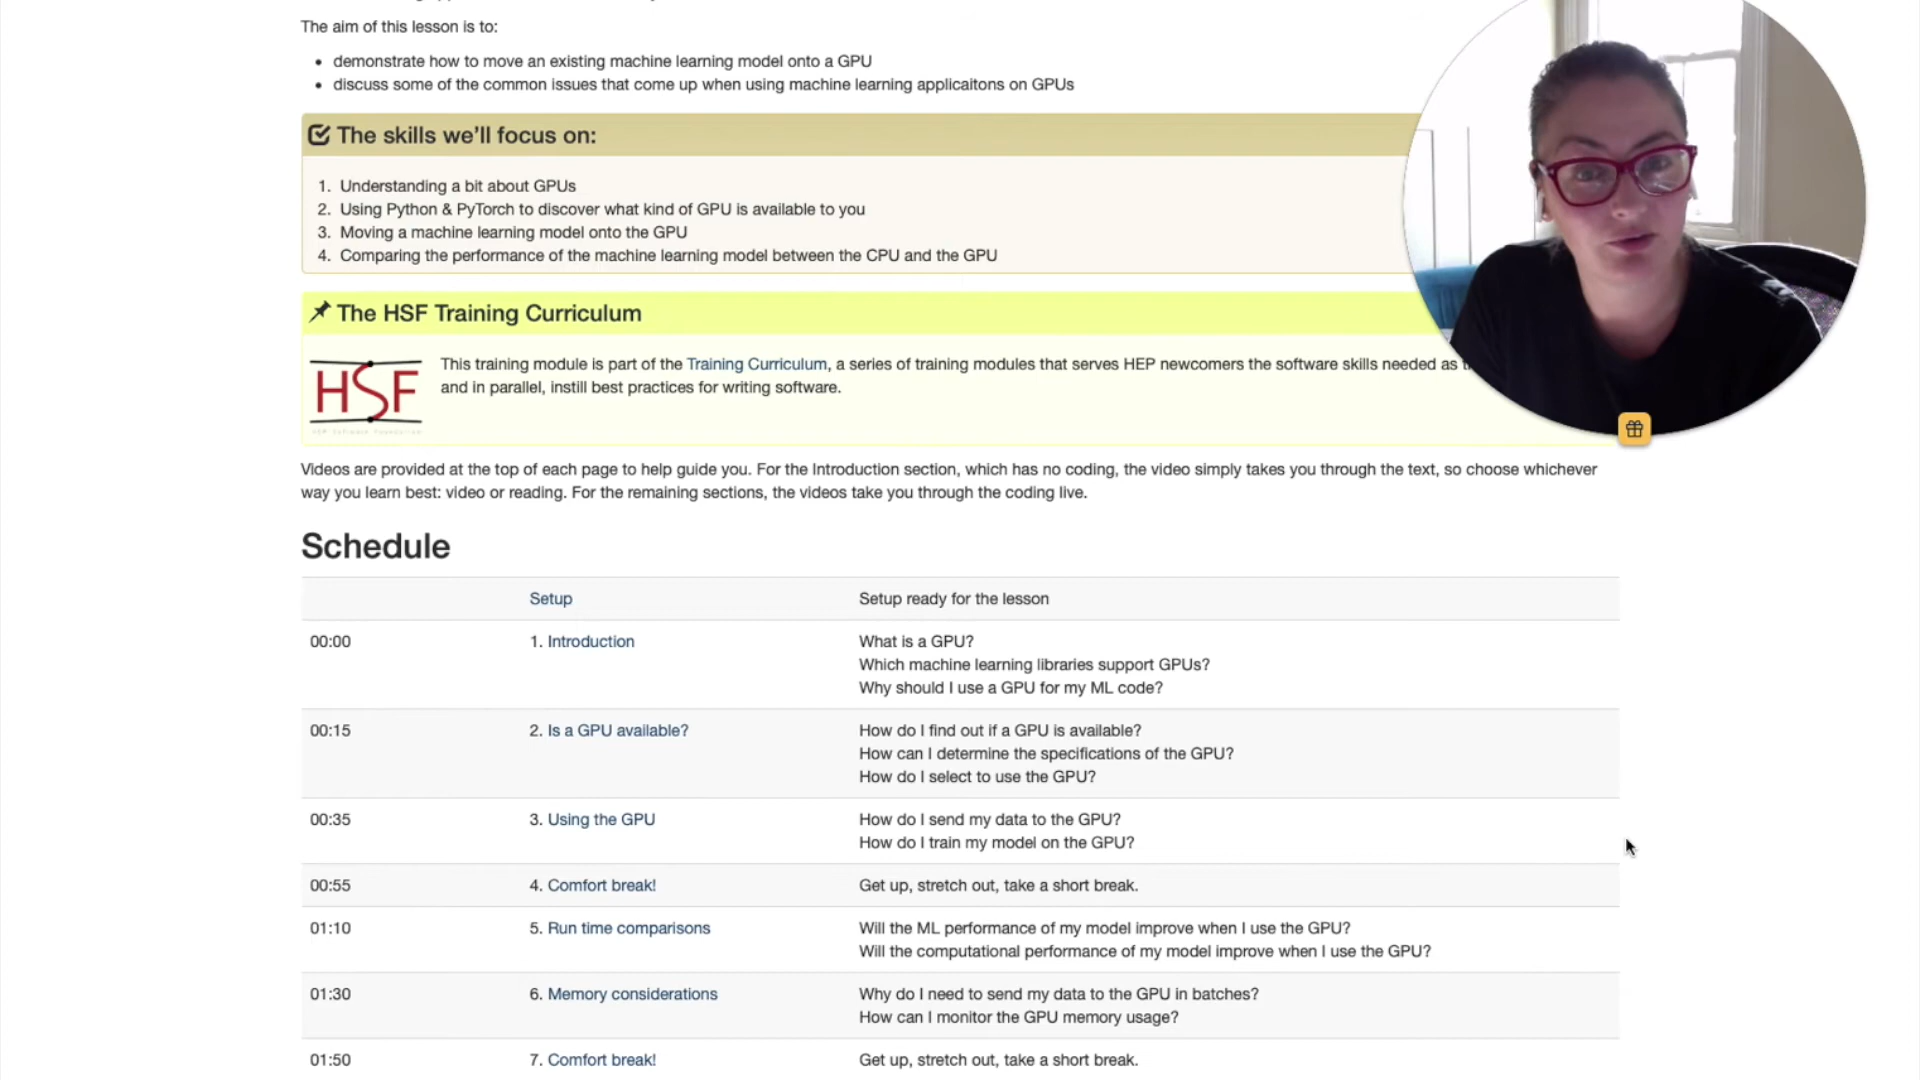 The aim of this lesson is to:
demonstrate how to move an existing machine learning model onto a GPU
discuss some of the common issues that come up when using machine learning applicaitons on GPUs
The skills we'll focus on:
1. Understanding a bit about GPUs
2. Using Python & PyTorch to discover what kind of GPU is available to you
3. Moving a machine learning model onto the GPU
4. Comparing the performance of the machine learning model between the CPU and the GPU
The HSF Training Curriculum
HSF
This training module is part of the Training Curriculum, a series of training modules that serves HEP newcomers the software skills needed as
and in parallel, instill best practices for writing software.
Videos are provided at the top of each page to help guide you. For the Introduction section, which has no coding, the video simply takes you through the text, so choose whichever
way you learn best: video or reading. For the remaining sections, the videos take you through the coding live.
Schedule
Setup Setup ready for the lesson
00:00 1. Introduction What is a GPU?
Which machine learning libraries support GPUs?
Why should I use a GPU for my ML code?
00:15 2. Is a GPU available? How do I find out if a GPU is available?
How can I determine the specifications of the GPU?
How do I select to use the GPU?
00:35 3. Using the GPU How do I send my data to the GPU?
How do I train my model on the GPU?
00:55 4. Comfort break! Get up, stretch out, take a short break.
01:10 5. Run time comparisons Will the ML performance of my model improve when I use the GPU?
Will the computational performance of my model improve when I use the GPU?
01:30 6. Memory considerations Why do I need to send my data to the GPU in batches?
How can I monitor the GPU memory usage?
01:50 7. Comfort break! Get up, stretch out, take a short break.